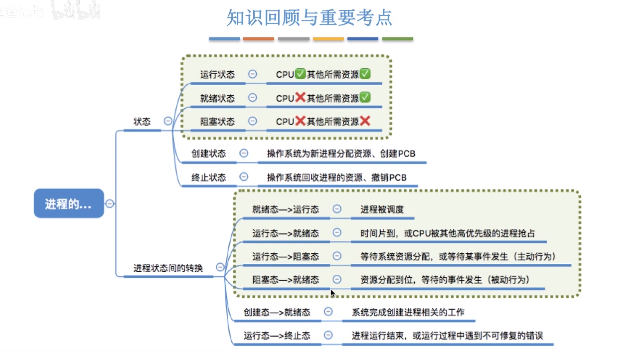 知识回顾与重要考点
运行状态 CPU✅其他所需资源✅
就绪状态 CPU❌其他所需资源✅
状态
阻塞状态 CPU❌其他所需资源❌
创建状态 操作系统为新进程分配资源、创建PCB
终止状态 操作系统回收进程的资源、撤销PCB
进程的...
就绪态—>运行态 进程被调度
运行态—>就绪态 时间片到，或CPU被其他高优先级的进程抢占
运行态—>阻塞态 等待系统资源分配，或等待某事件发生（主动行为）
进程状态间的转换
阻塞态—>就绪态 资源分配到位，等待的事件发生（被动行为）
创建态—>就绪态 系统完成创建进程相关的工作
运行态—>终止态 进程运行结束，或运行过程中遇到不可修复的错误